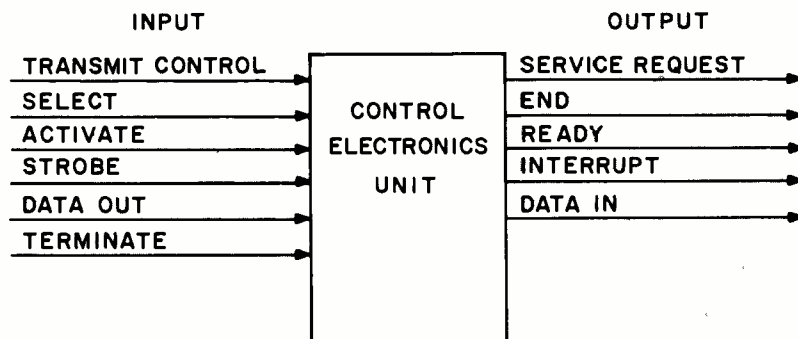 INPUT
OUTPUT
TRANSMIT CONTROL
SELECT
ACTIVATE
STROBE
DATA OUT
TERMINATE
CONTROL
ELECTRONICS
UNIT
SERVICE REQUEST
END
READY
INTERRUPT
DATA IN